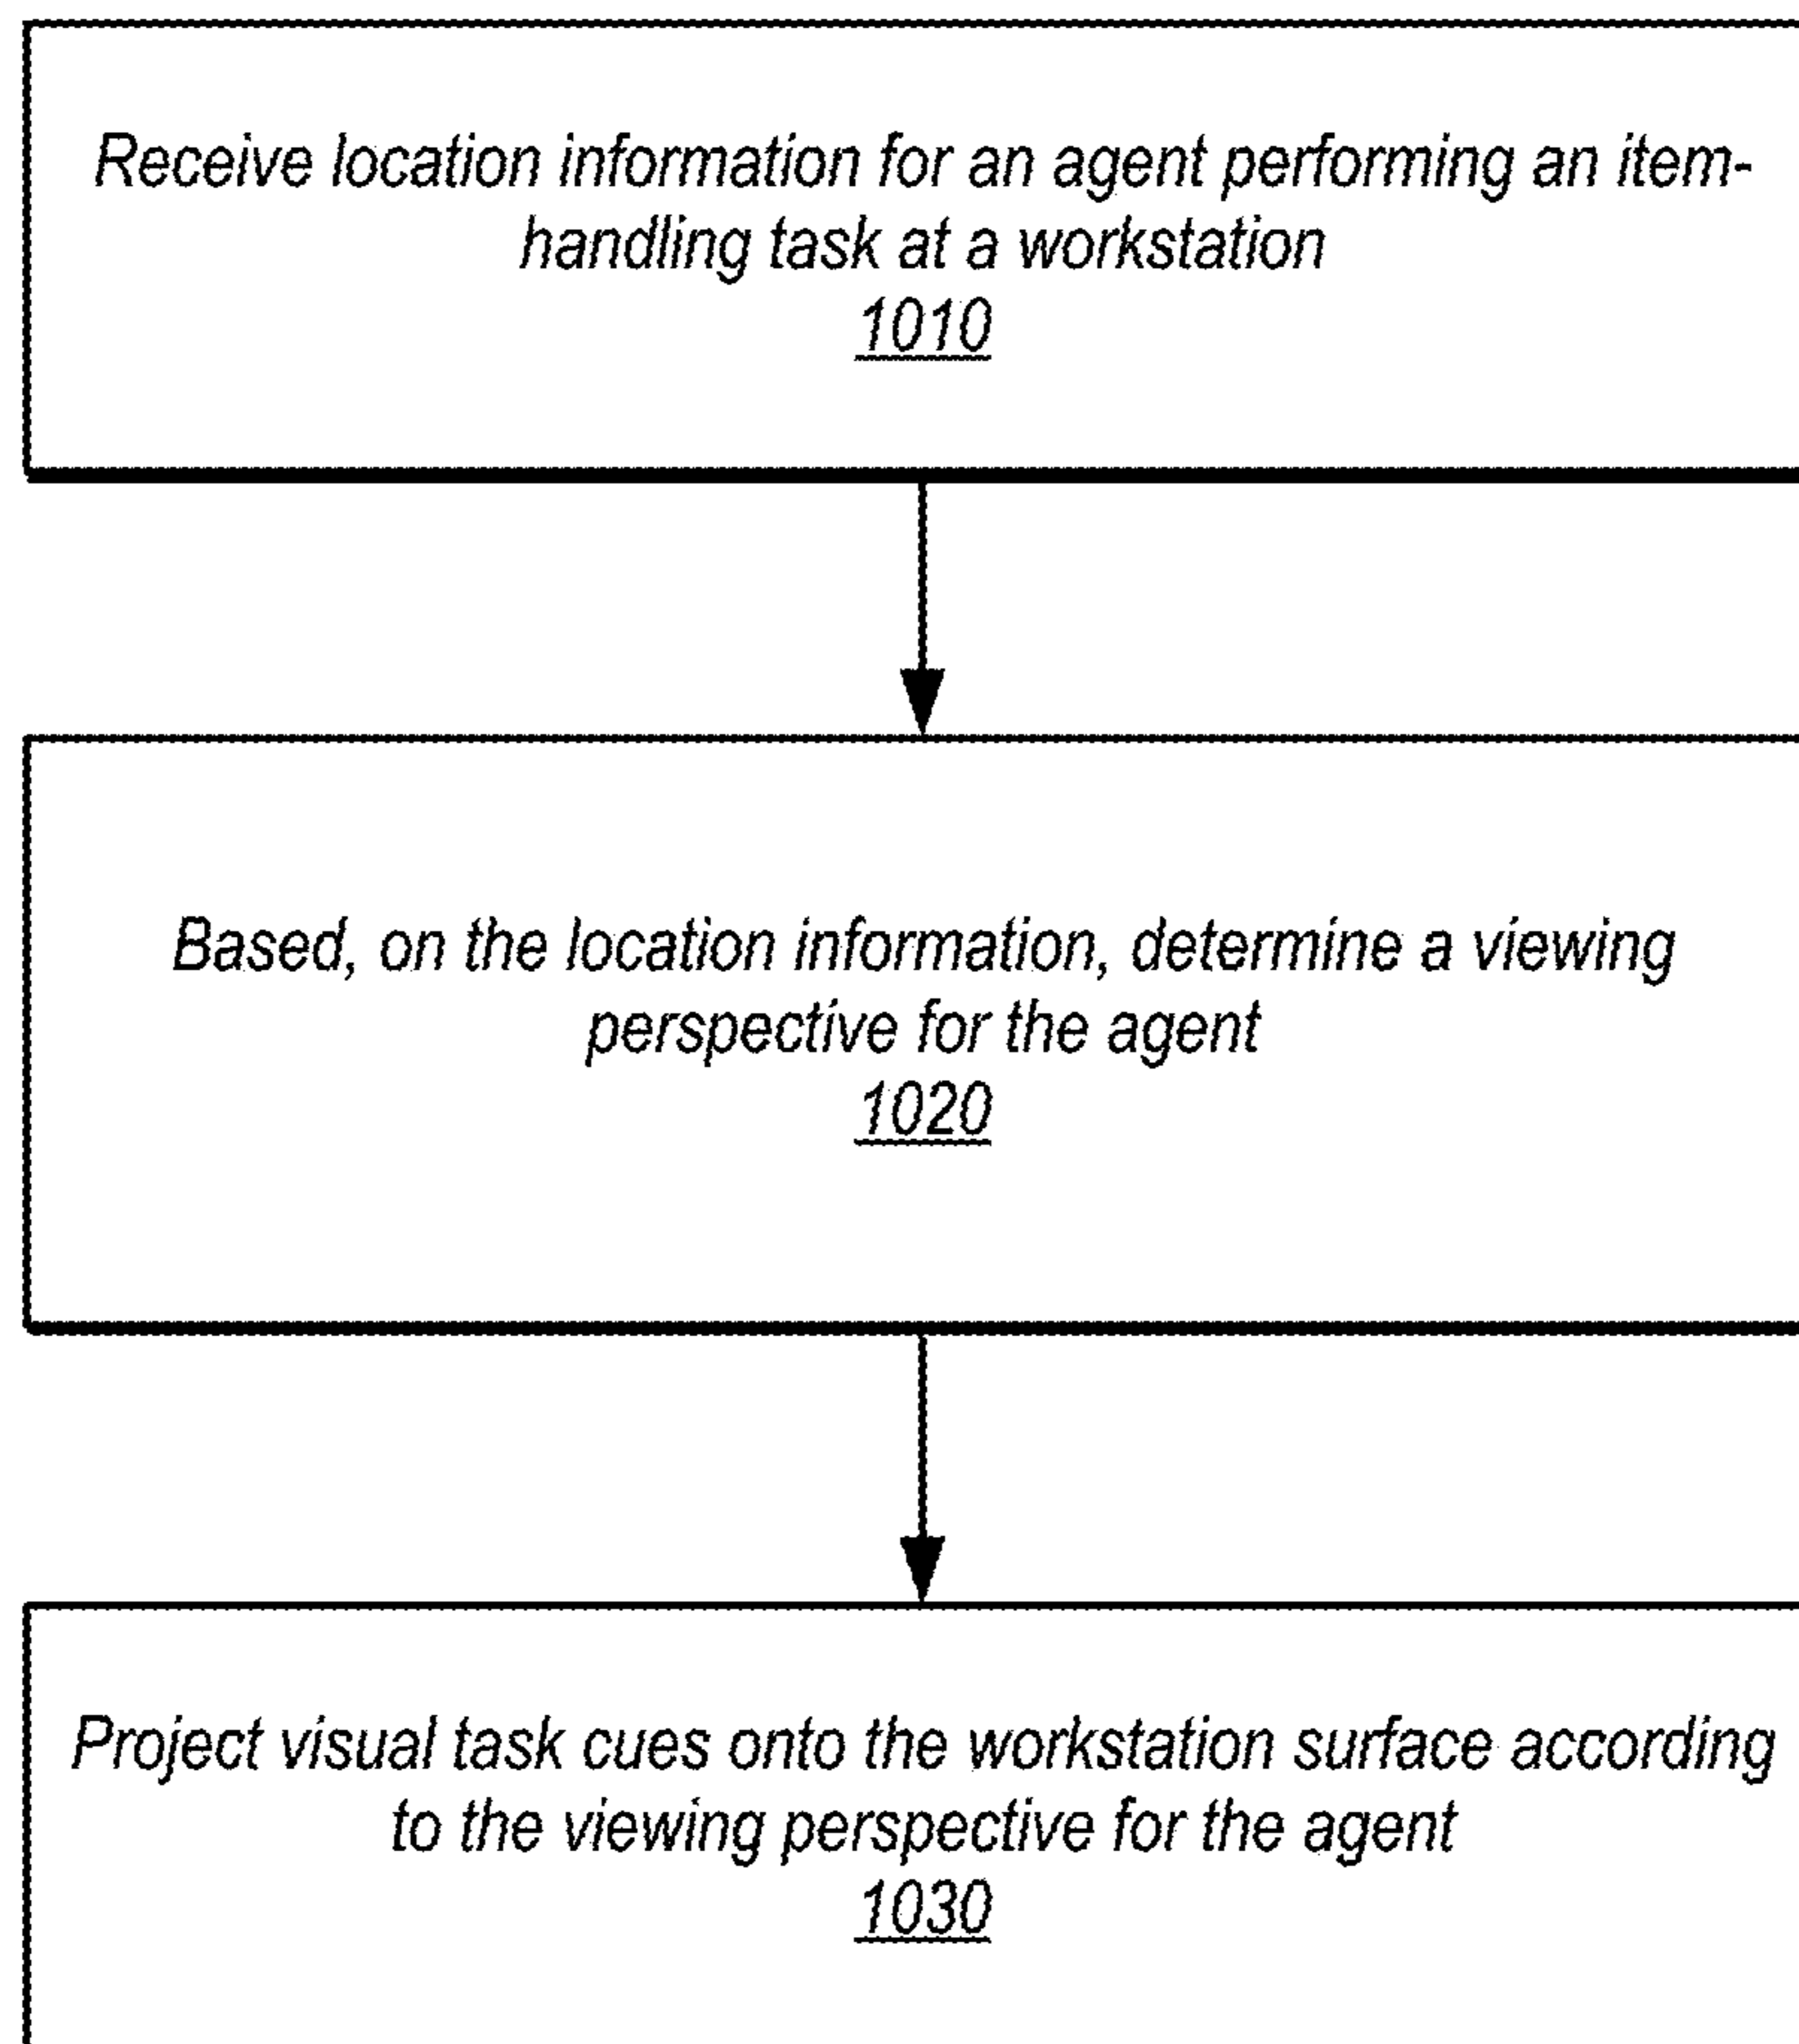 Receive location information for an agent performing an item-
handling task at a workstation
1010
Based, on the location information, determine a viewing
perspective for the agent
1020
Project visual task cues onto the workstation surface according
to the viewing perspective for the agent
1030